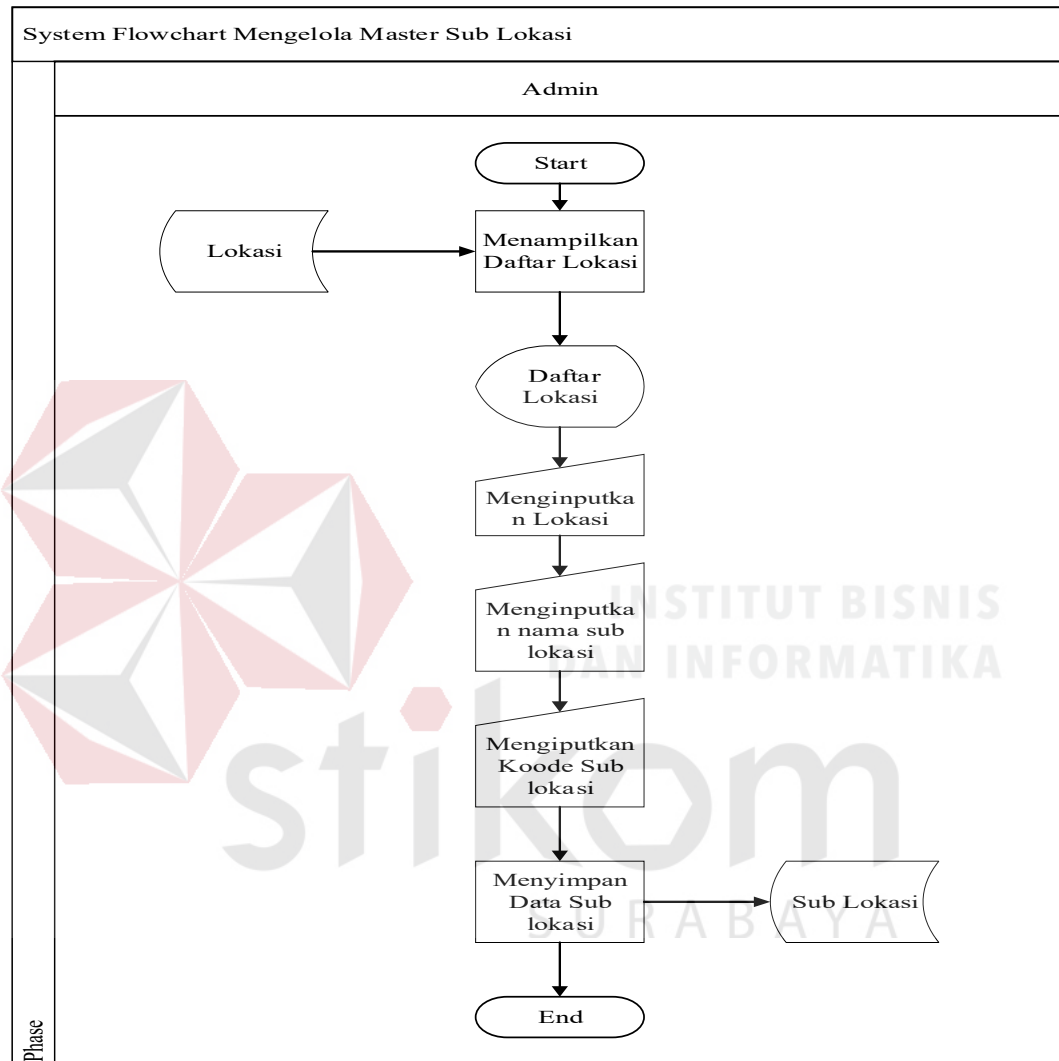 System Flowchart Mengelola Master Sub Lokasi
Admin
Start
Lokasi
Menampilkan
Daftar Lokasi
Daftar
Lokasi
Menginputka
n Lokasi
Menginputka
n nama sub
lokasi
INSTITUT BISNIS
DAN INFORMATIKA
Mengiputkan
Koode Sub
lokasi
stikom
Menyimpan
Data Sub
lokasi
Sub Lokasi
SURABAYA
End
Phase